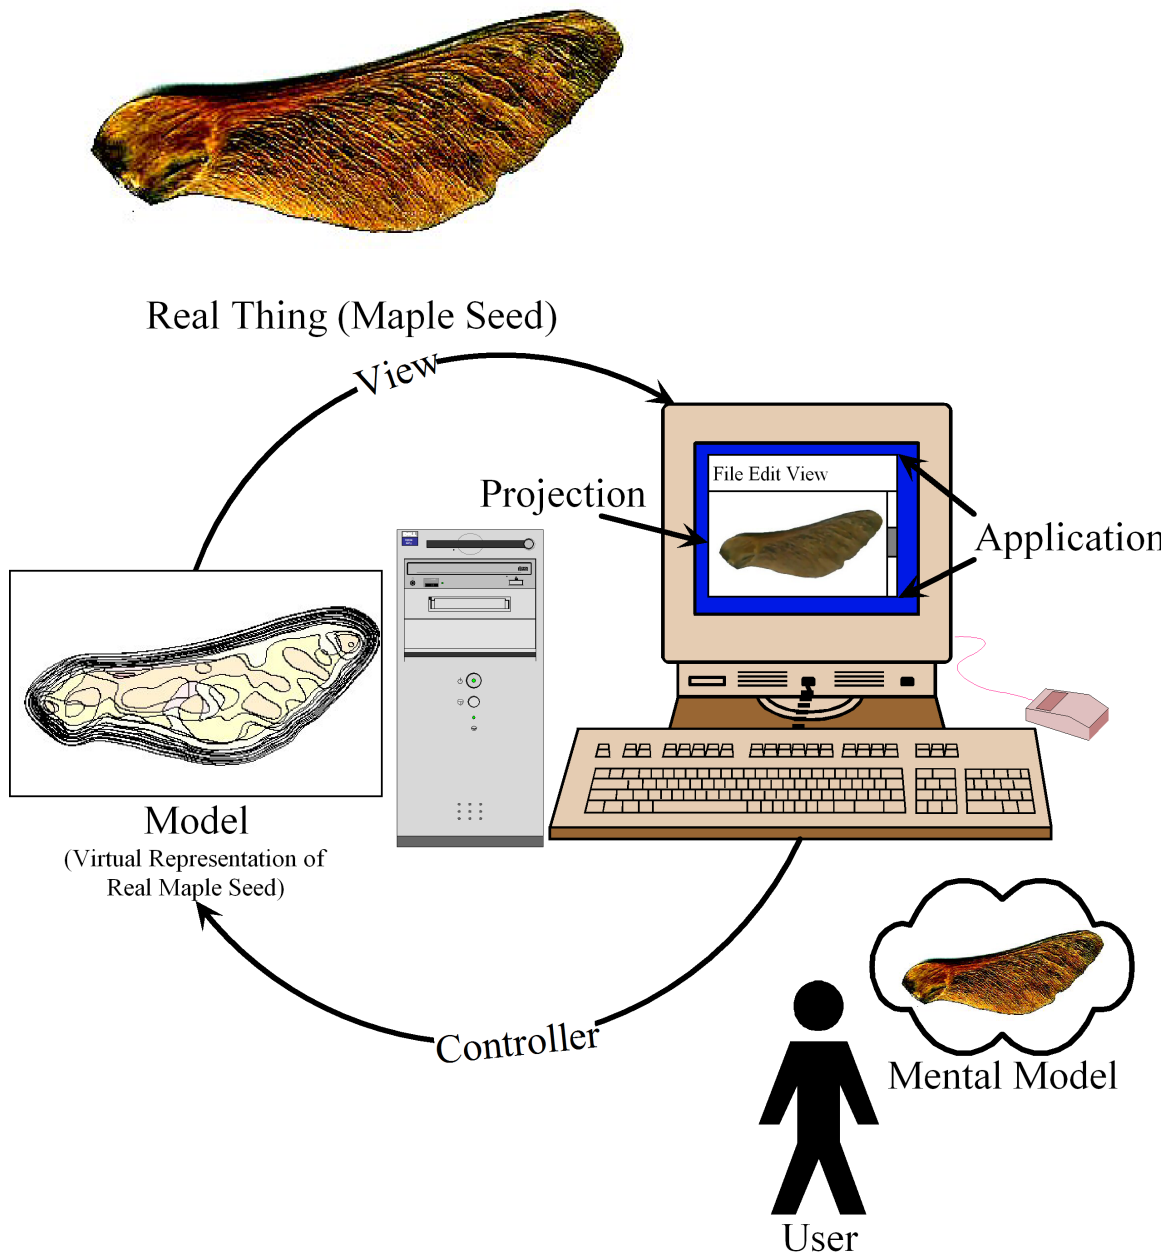 Real Thing (Maple Seed)
View
File Edit View
Projection
Application
Model
(Virtual Representation of
Real Maple Seed)
Controller
Mental Model
User